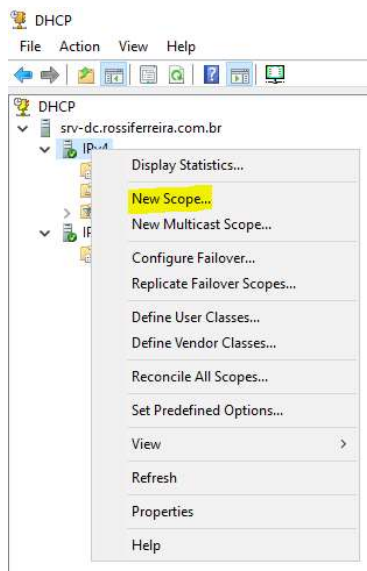 DHCP
File Action View Help
DHCP
srv-dc.rossiferreira.com.br
IPv4
Display Statistics...
New Scope...
New Multicast Scope...
Configure Failover...
Replicate Failover Scopes...
Define User Classes...
Define Vendor Classes...
Reconcile All Scopes...
Set Predefined Options...
View
Refresh
Properties
Help